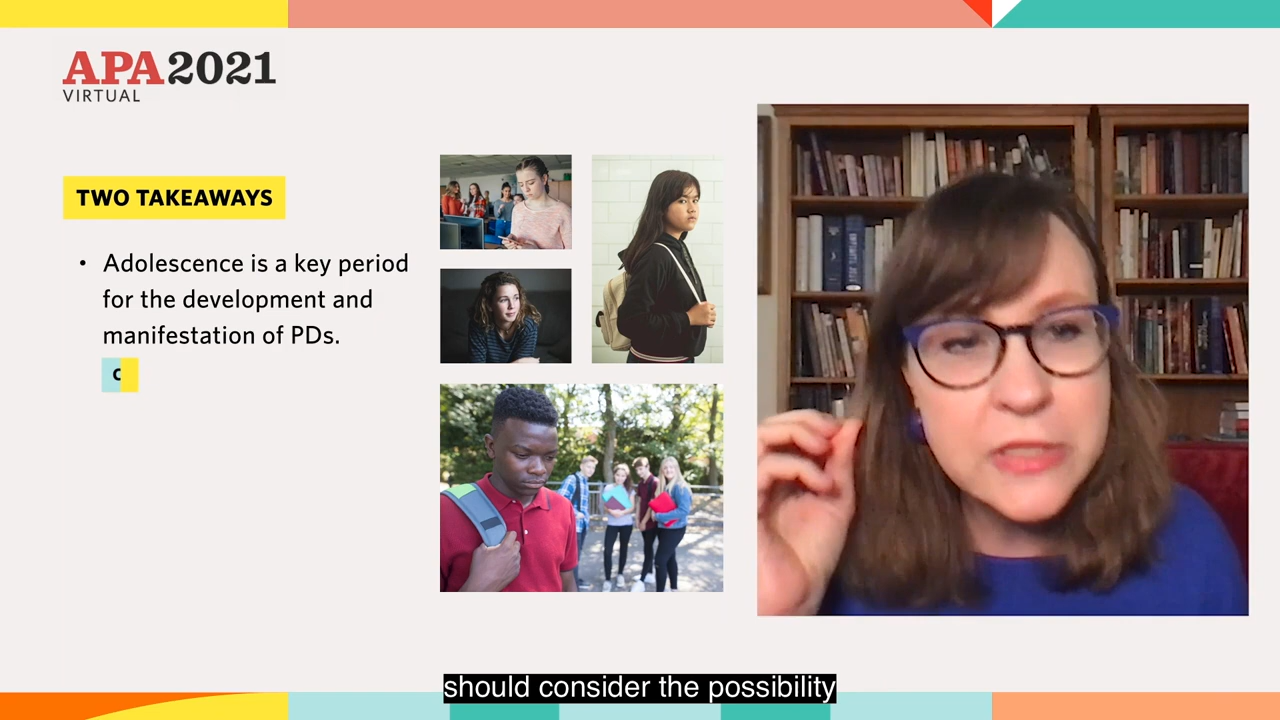 APA2021
VIRTUAL
TWO TAKEAWAYS
• Adolescence is a key period
for the development and
manifestation of PDs.
should consider the possibility